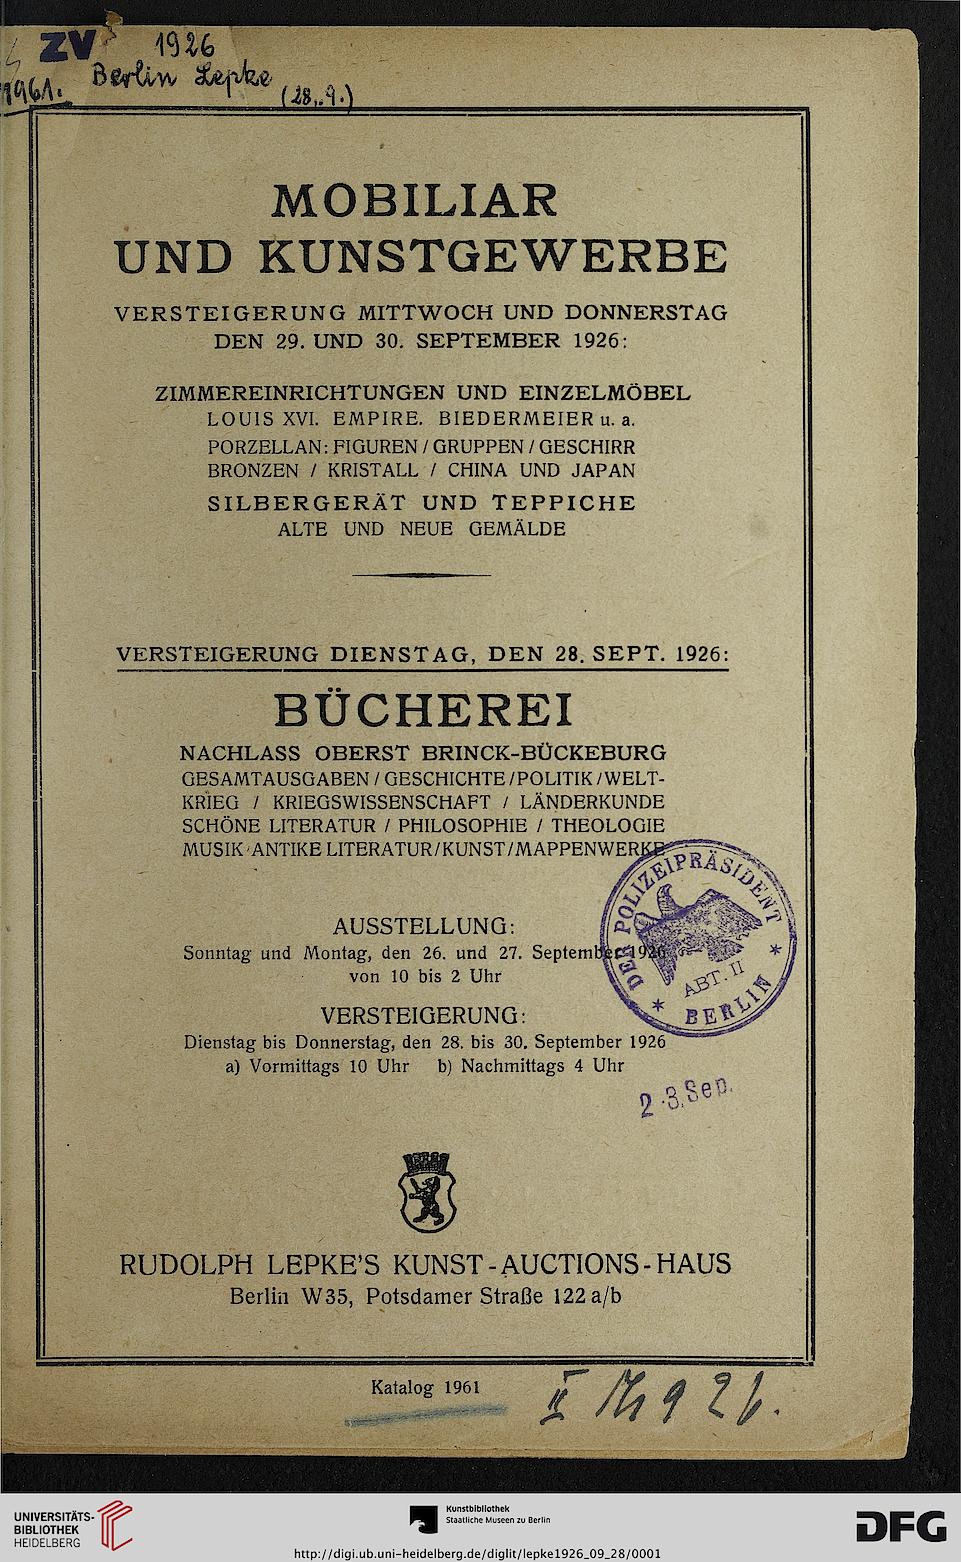 ZV 1926
1961. Berlin Lepke
(28.,9.)
MOBILIAR
UND KUNSTGEWERBE
VERSTEIGERUNG MITTWOCH UND DONNERSTAG
DEN 29. UND 30. SEPTEMBER 1926:
ZIMMEREINRICHTUNGEN UND EINZELMÖBEL
LOUIS XVI. EMPIRE. BIEDERMEIER u. a.
PORZELLAN: FIGUREN / GRUPPEN / GESCHIRR
BRONZEN / KRISTALL / CHINA UND JAPAN
SILBERGERÄT UND TEPPICHE
ALTE UND NEUE GEMÄLDE
VERSTEIGERUNG DIENSTAG, DEN 28. SEPT. 1926:
BÜCHEREI
NACHLASS OBERST BRINCK-BÜCKEBURG
GESAMTAUSGABEN / GESCHICHTE / POLITIK / WELT-
KRIEG / KRIEGSWISSENSCHAFT / LÄNDERKUNDE
SCHÖNE LITERATUR / PHILOSOPHIE / THEOLOGIE
MUSIK / ANTIKE LITERATUR / KUNST / MAPPENWERKE
DER POLIZEIPRÄSIDENT
ABT. II
* BERLIN *
AUSSTELLUNG:
Sonntag und Montag, den 26. und 27. September 1926
von 10 bis 2 Uhr
VERSTEIGERUNG:
Dienstag bis Donnerstag, den 28. bis 30. September 1926
a) Vormittags 10 Uhr b) Nachmittags 4 Uhr
2 3. Sep.
RUDOLPH LEPKE'S KUNST-AUCTIONS-HAUS
Berlin W35, Potsdamer Straße 122 a/b
Katalog 1961
UNIVERSITÄTS-
BIBLIOTHEK
HEIDELBERG
Kunstbibliothek
Staatliche Museen zu Berlin
DFG
http://digi.ub.uni-heidelberg.de/diglit/lepke1926_09_28/0001